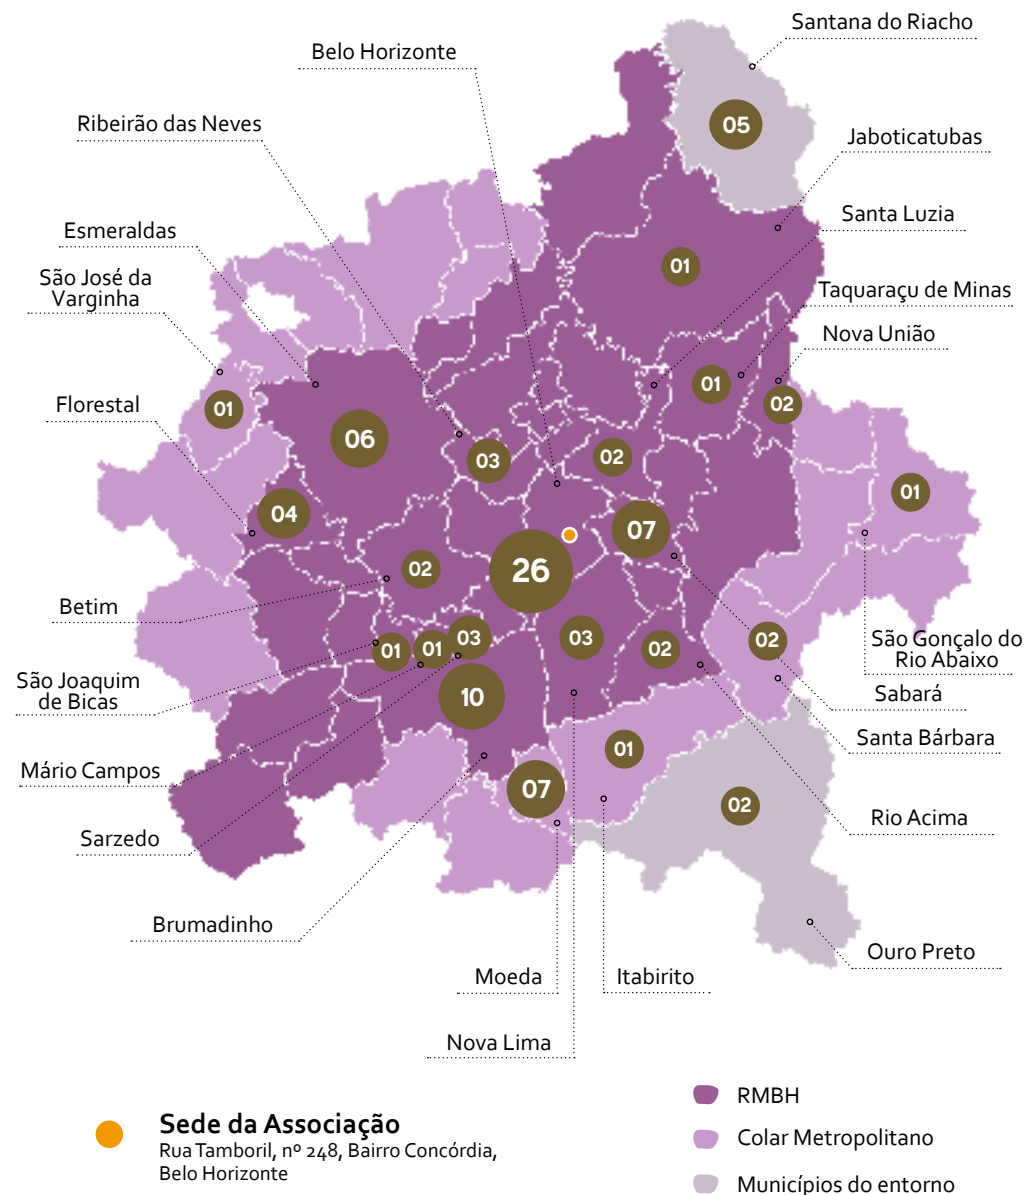 Santana do Riacho
Belo Horizonte
Ribeirão das Neves
05
Jaboticatubas
Santa Luzia
Esmeraldas
São José da
Varginha
01
Taquaraçu de Minas
Nova União
01
02
Florestal
01
06
03
02
01
04
07
26
02
Betim
01
01
03
03
02
02
São Gonçalo do
Rio Abaixo
São Joaquim
de Bicas
10
Sabará
Santa Bárbara
01
Mário Campos
07
02
Rio Acima
Sarzedo
Brumadinho
Ouro Preto
Moeda
Itabirito
Nova Lima
Sede da Associação
Rua Tamboril, nº 248, Bairro Concórdia,
Belo Horizonte
RMBH
Colar Metropolitano
Municípios do entorno